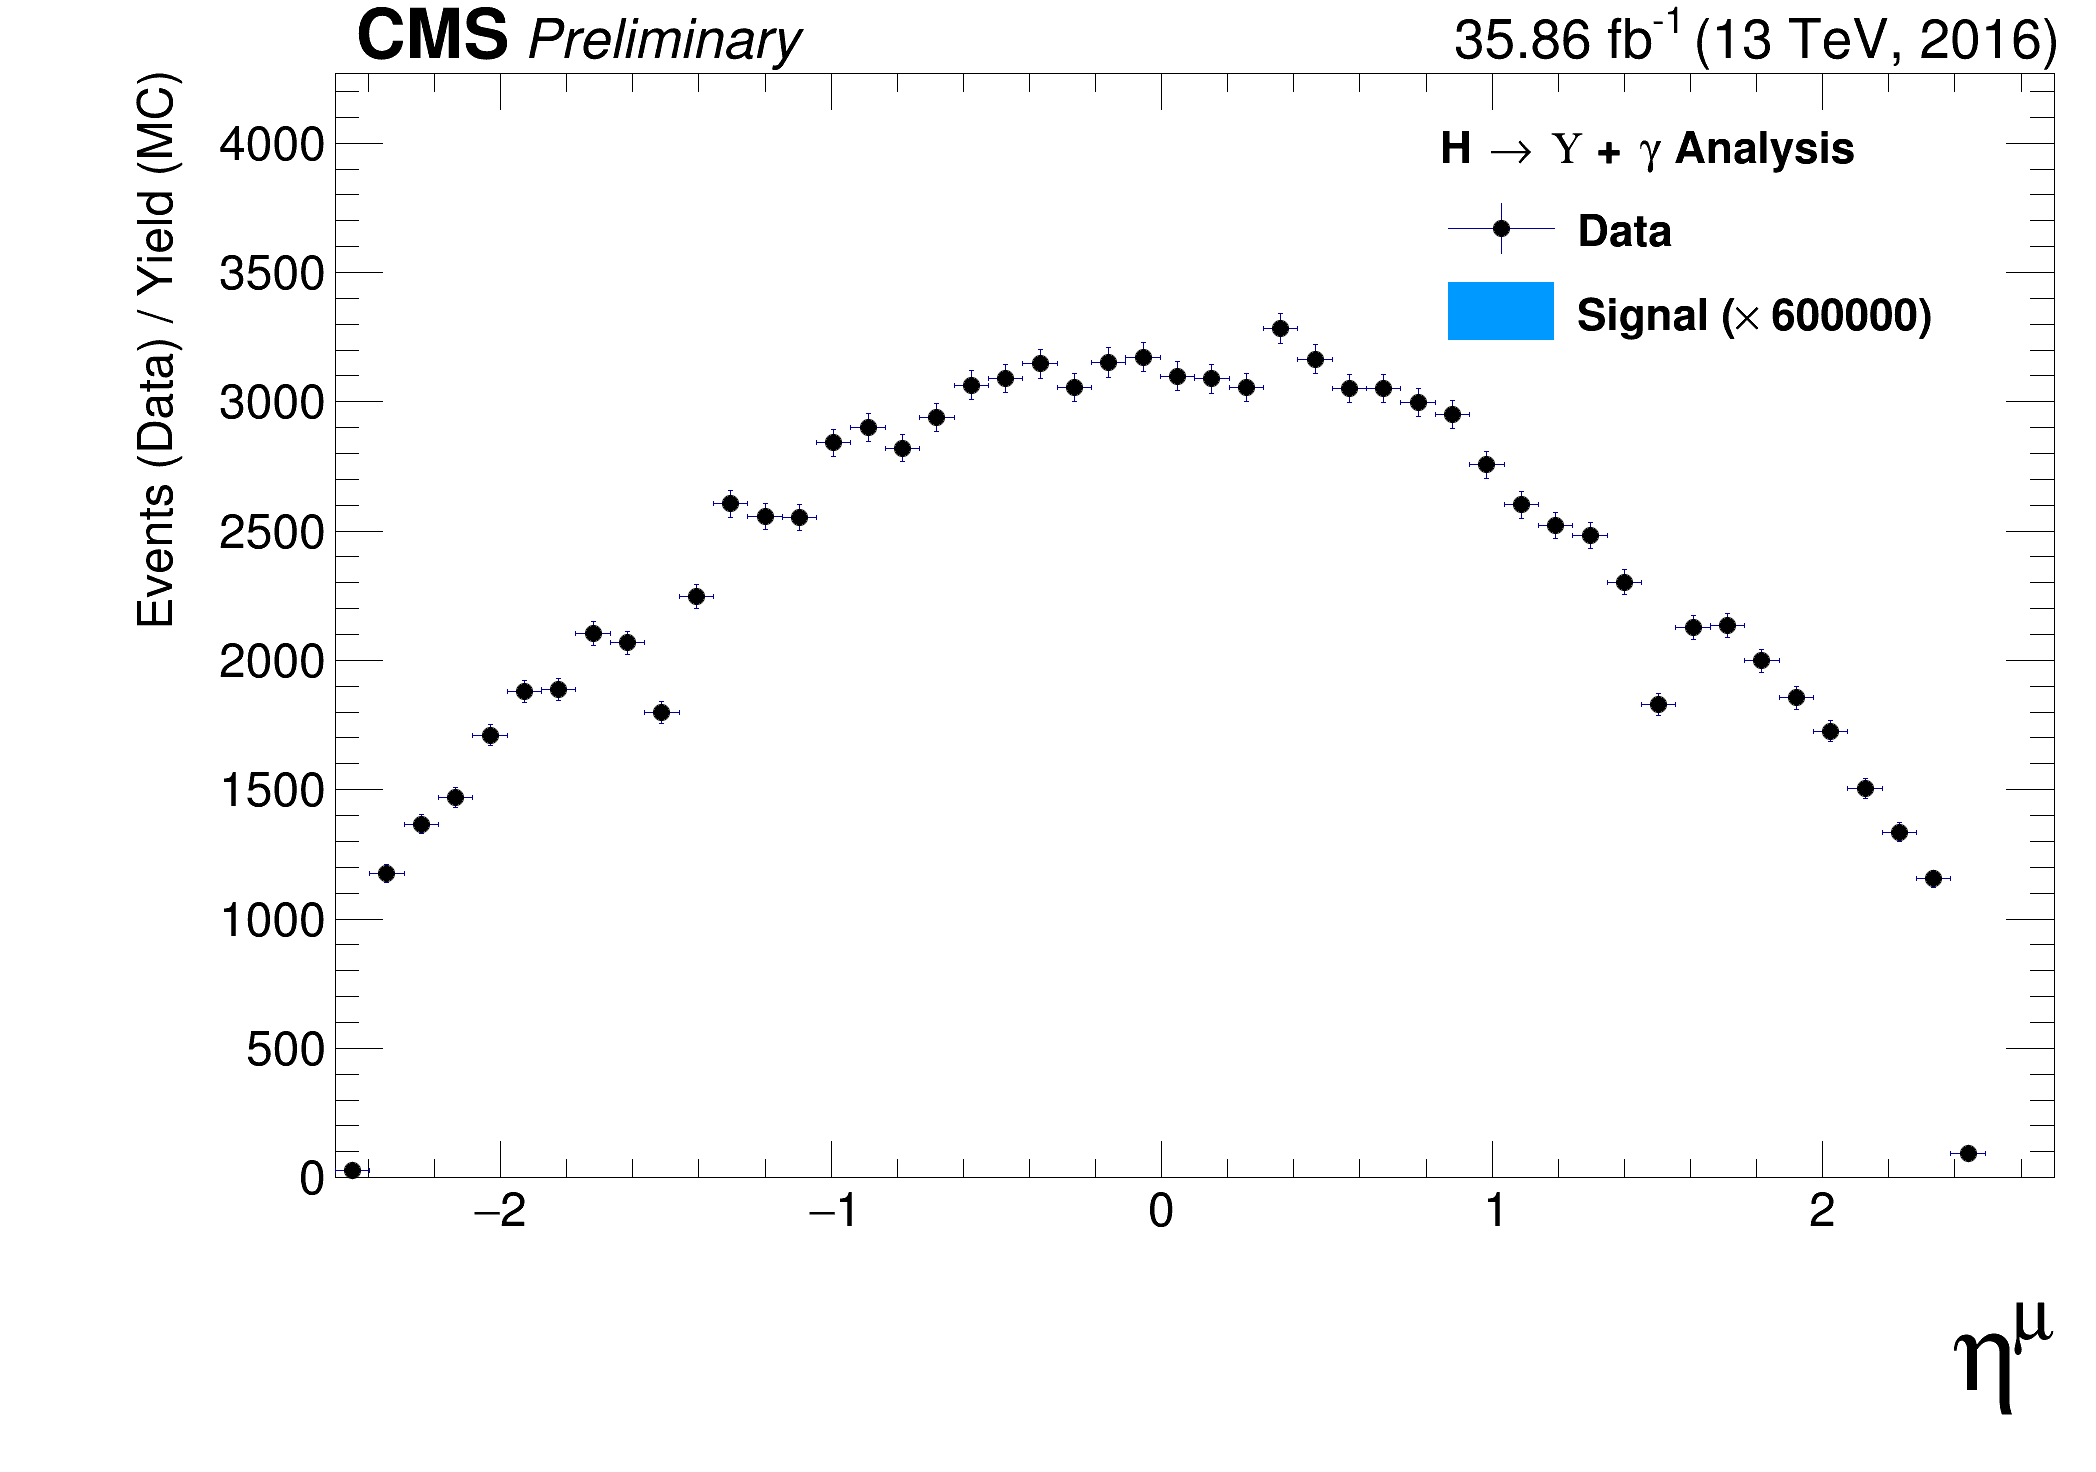 CMS Preliminary 35.86 fb⁻¹ (13 TeV, 2016)
Events (Data) / Yield (MC)
4000
3500
3000
2500
2000
1500
1000
500
0
H → ϒ + γ Analysis
Data
Signal (× 600000)
−2 −1 0 1 2
η^μ